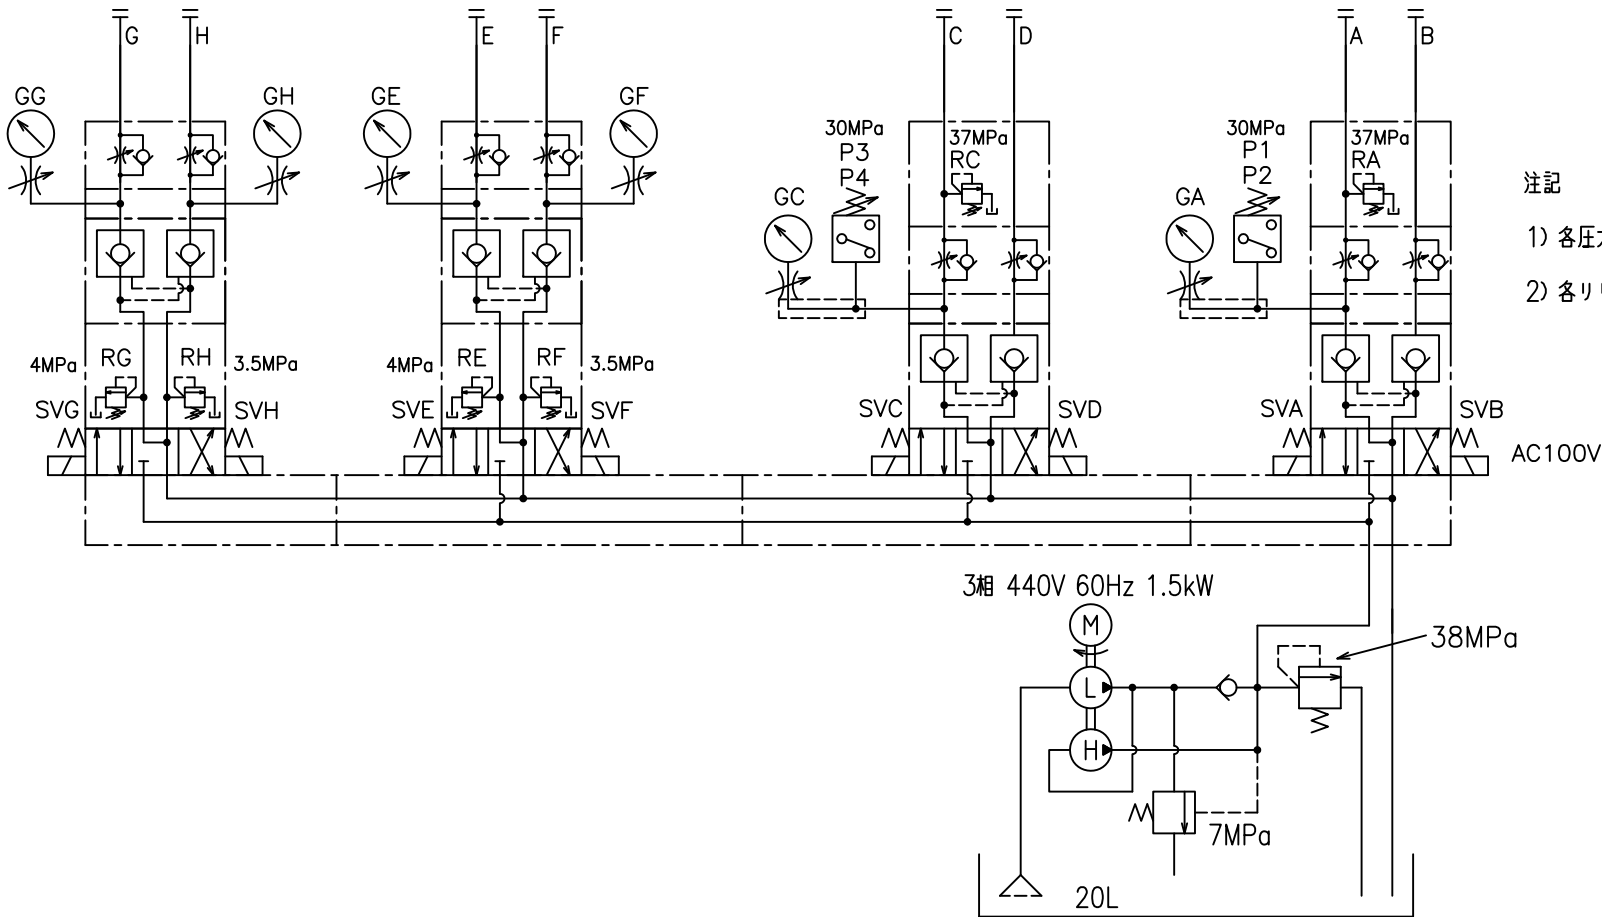 G H E F C D A B
GG GH GE GF
30MPa 37MPa 30MPa 37MPa
P3 RC P1 RA
P4 P2
GC GA
注記
1) 各圧
2) 各リ
4MPa RG RH 3.5MPa 4MPa RE RF 3.5MPa
SVG SVH SVE SVF SVC SVD SVA SVB
AC100V
3相 440V 60Hz 1.5kW
M
38MPa
L
H
7MPa
20L